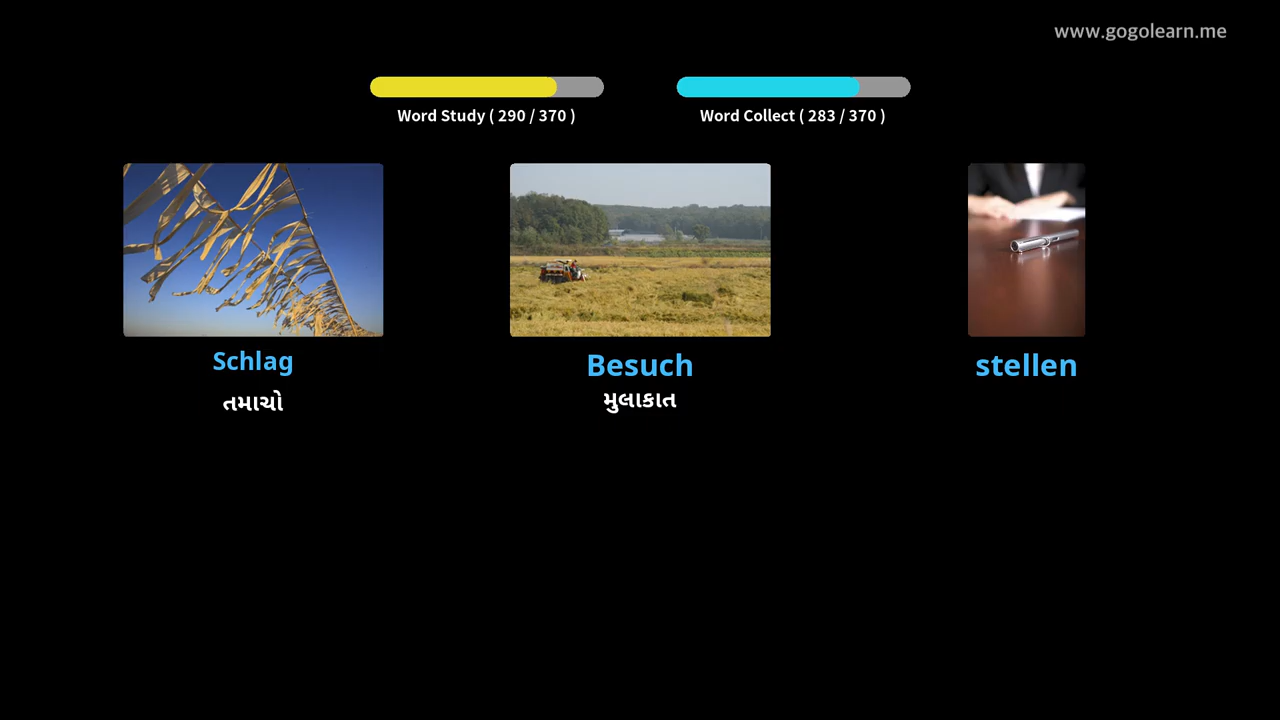 www.gogolearn.me
Word Study ( 290 / 370 )
Word Collect ( 283 / 370 )
Schlag
Besuch
stellen
તમાચો
મુલાકાત